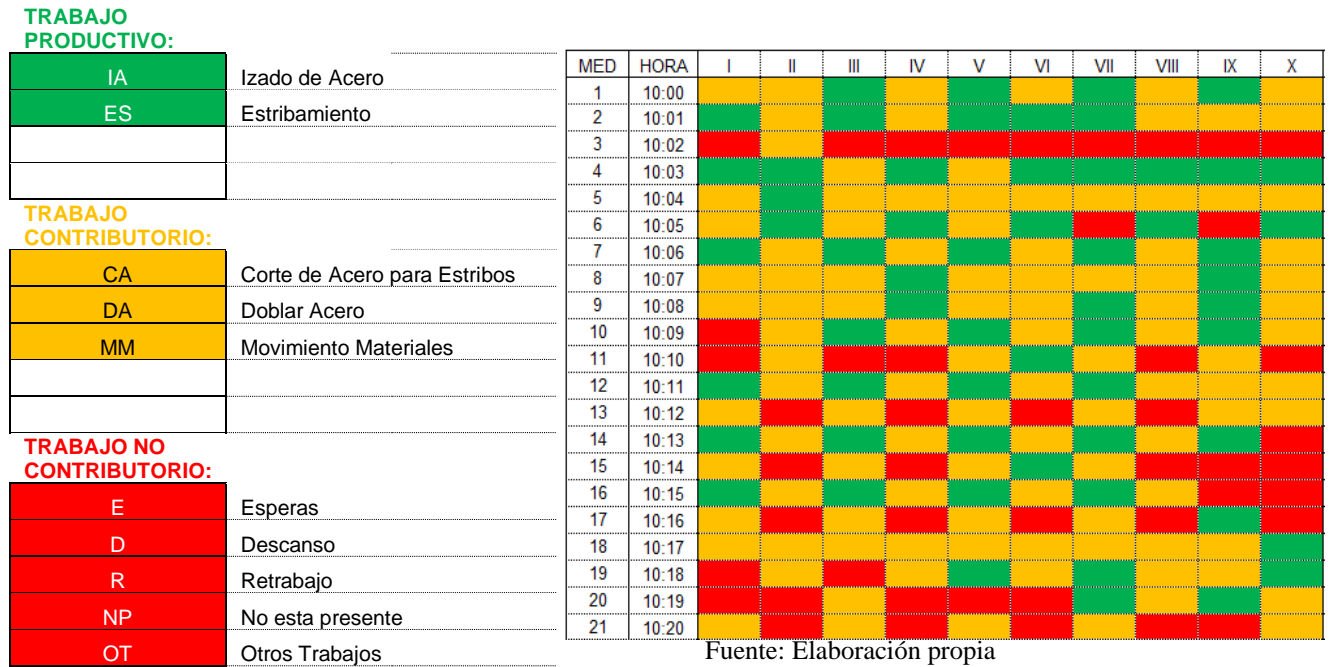 TRABAJO
PRODUCTIVO:
IA Izado de Acero
ES Estribamiento
TRABAJO
CONTRIBUTORIO:
CA Corte de Acero para Estribos
DA Doblar Acero
MM Movimiento Materiales
TRABAJO NO
CONTRIBUTORIO:
E Esperas
D Descanso
R Retrabajo
NP No esta presente
OT Otros Trabajos
MED HORA I II III IV V VI VII VIII IX X
1 10:00
2 10:01
3 10:02
4 10:03
5 10:04
6 10:05
7 10:06
8 10:07
9 10:08
10 10:09
11 10:10
12 10:11
13 10:12
14 10:13
15 10:14
16 10:15
17 10:16
18 10:17
19 10:18
20 10:19
21 10:20
Fuente: Elaboración propia